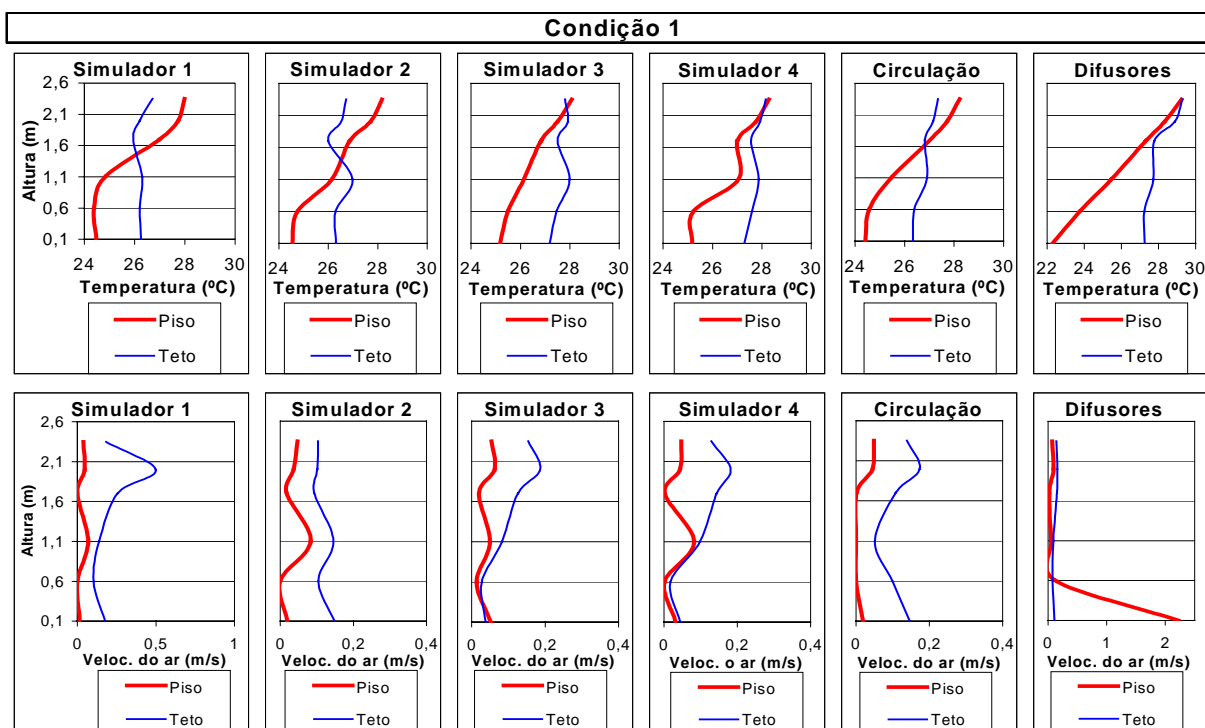 Condição 1
Simulador 1
Simulador 2
Simulador 3
Simulador 4
Circulação
Difusores
Altura (m)
2,6
2,1
1,6
1,1
0,6
0,1
24 26 28 30
24 26 28 30
24 26 28 30
24 26 28 30
24 26 28 30
22 24 26 28 30
Temperatura (ºC)
Temperatura (ºC)
Temperatura (ºC)
Temperatura (ºC)
Temperatura (ºC)
Temperatura (ºC)
Piso
Teto
Piso
Teto
Piso
Teto
Piso
Teto
Piso
Teto
Piso
Teto
Simulador 1
Simulador 2
Simulador 3
Simulador 4
Circulação
Difusores
Altura (m)
2,6
2,1
1,6
1,1
0,6
0,1
0 0,5 1
0 0,2 0,4
0 0,2 0,4
0 0,2 0,4
0 0,2 0,4
0 1 2
Veloc. do ar (m/s)
Veloc. do ar (m/s)
Veloc. do ar (m/s)
Veloc. o ar (m/s)
Veloc. do ar (m/s)
Veloc. do ar (m/s)
Piso
Teto
Piso
Teto
Piso
Teto
Piso
Teto
Piso
Teto
Piso
Teto